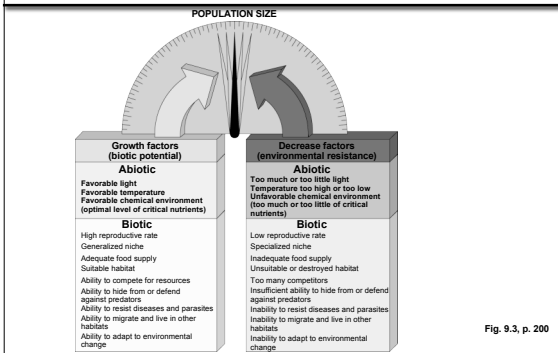 POPULATION SIZE
Growth factors
(biotic potential)
Abiotic
Favorable light
Favorable temperature
Favorable chemical environment
(optimal level of critical nutrients)
Biotic
High reproductive rate
Generalized niche
Adequate food supply
Suitable habitat
Ability to compete for resources
Ability to hide from or defend
against predators
Ability to resist diseases and parasites
Ability to migrate and live in other
habitats
Ability to adapt to environmental
change
Decrease factors
(environmental resistance)
Abiotic
Too much or too little light
Temperature too high or too low
Unfavorable chemical environment
(too much or too little of critical
nutrients)
Biotic
Low reproductive rate
Specialized niche
Inadequate food supply
Unsuitable or destroyed habitat
Too many competitors
Insufficient ability to hide from or defend
against predators
Inability to resist diseases and parasites
Inability to migrate and live in other
habitats
Inability to adapt to environmental
change
Fig. 9.3, p. 200